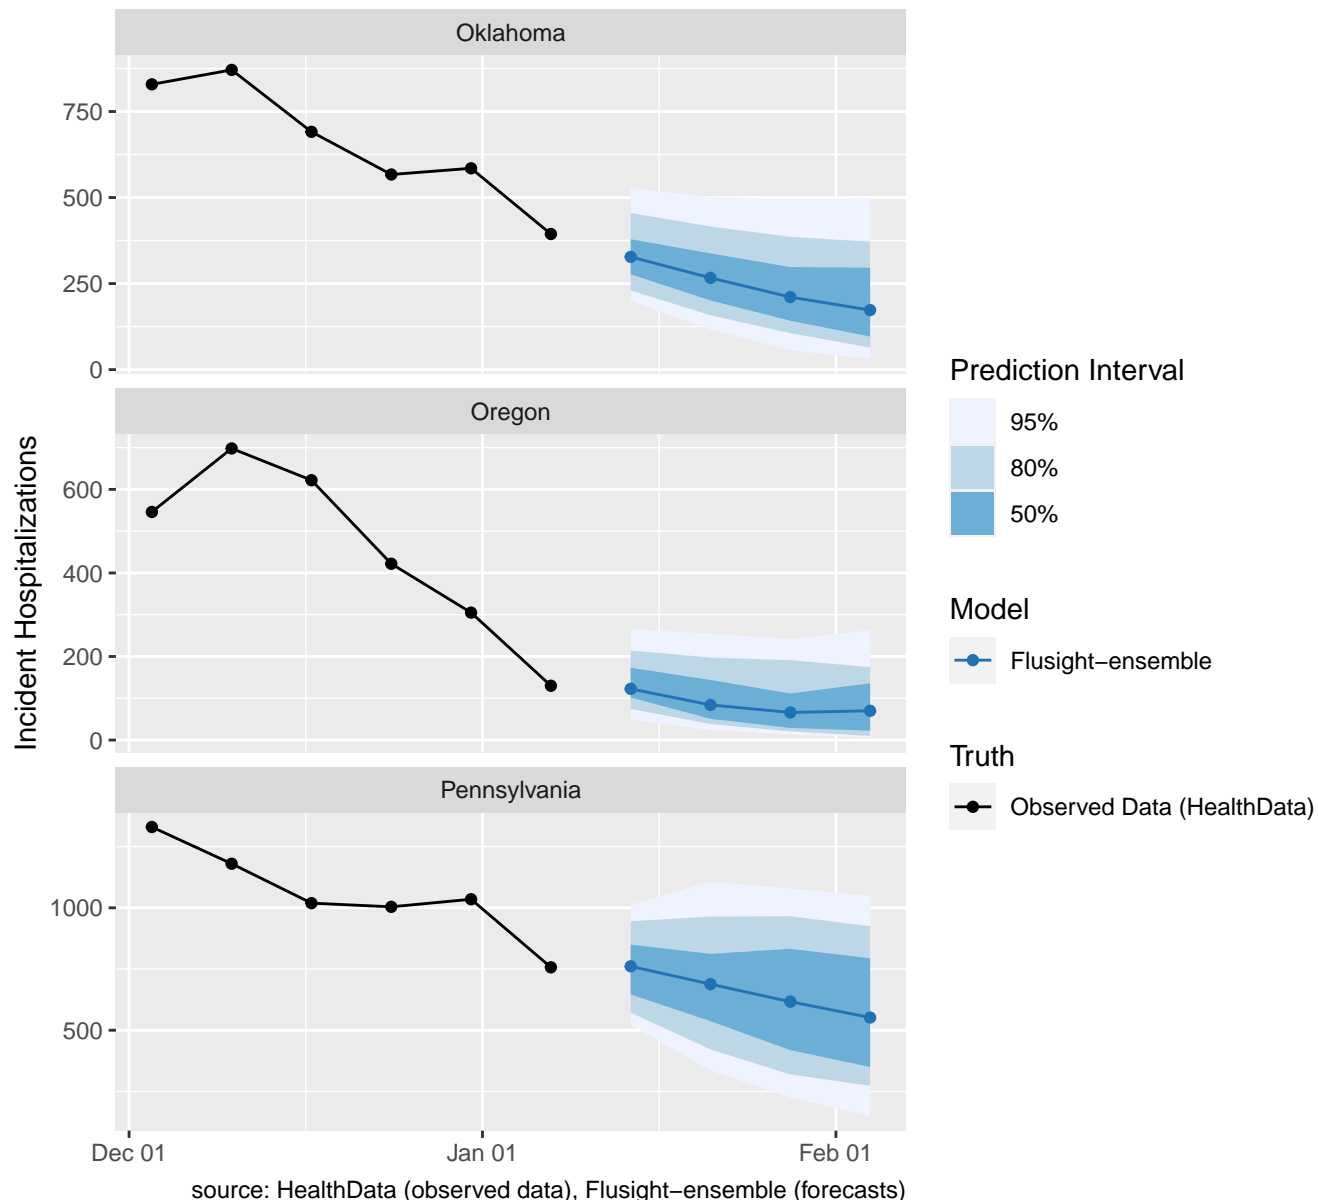 Oklahoma
750
500
250
0
Oregon
600
400
200
0
Pennsylvania
1000
500
Dec 01
Jan 01
Feb 01
Incident Hospitalizations
source: HealthData (observed data), Flusight−ensemble (forecasts)
Prediction Interval
95%
80%
50%
Model
Flusight−ensemble
Truth
Observed Data (HealthData)